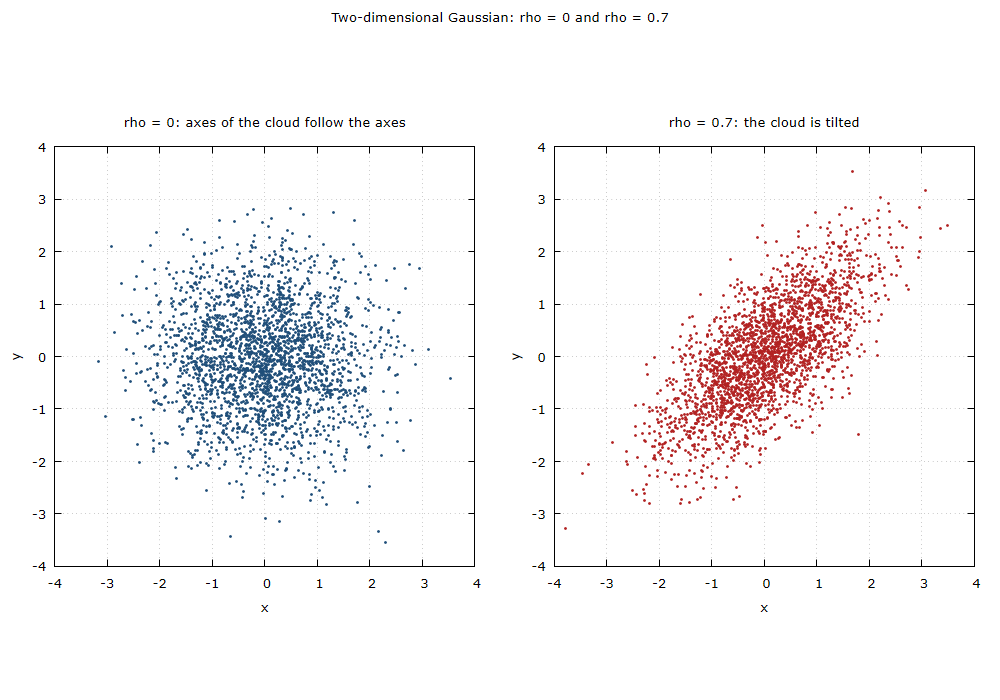 Two-dimensional Gaussian: rho = 0 and rho = 0.7
rho = 0: axes of the cloud follow the axes
4
3
2
1
0
-1
-2
-3
-4
y
-4 -3 -2 -1 0 1 2 3 4
x
rho = 0.7: the cloud is tilted
4
3
2
1
0
-1
-2
-3
-4
y
-4 -3 -2 -1 0 1 2 3 4
x